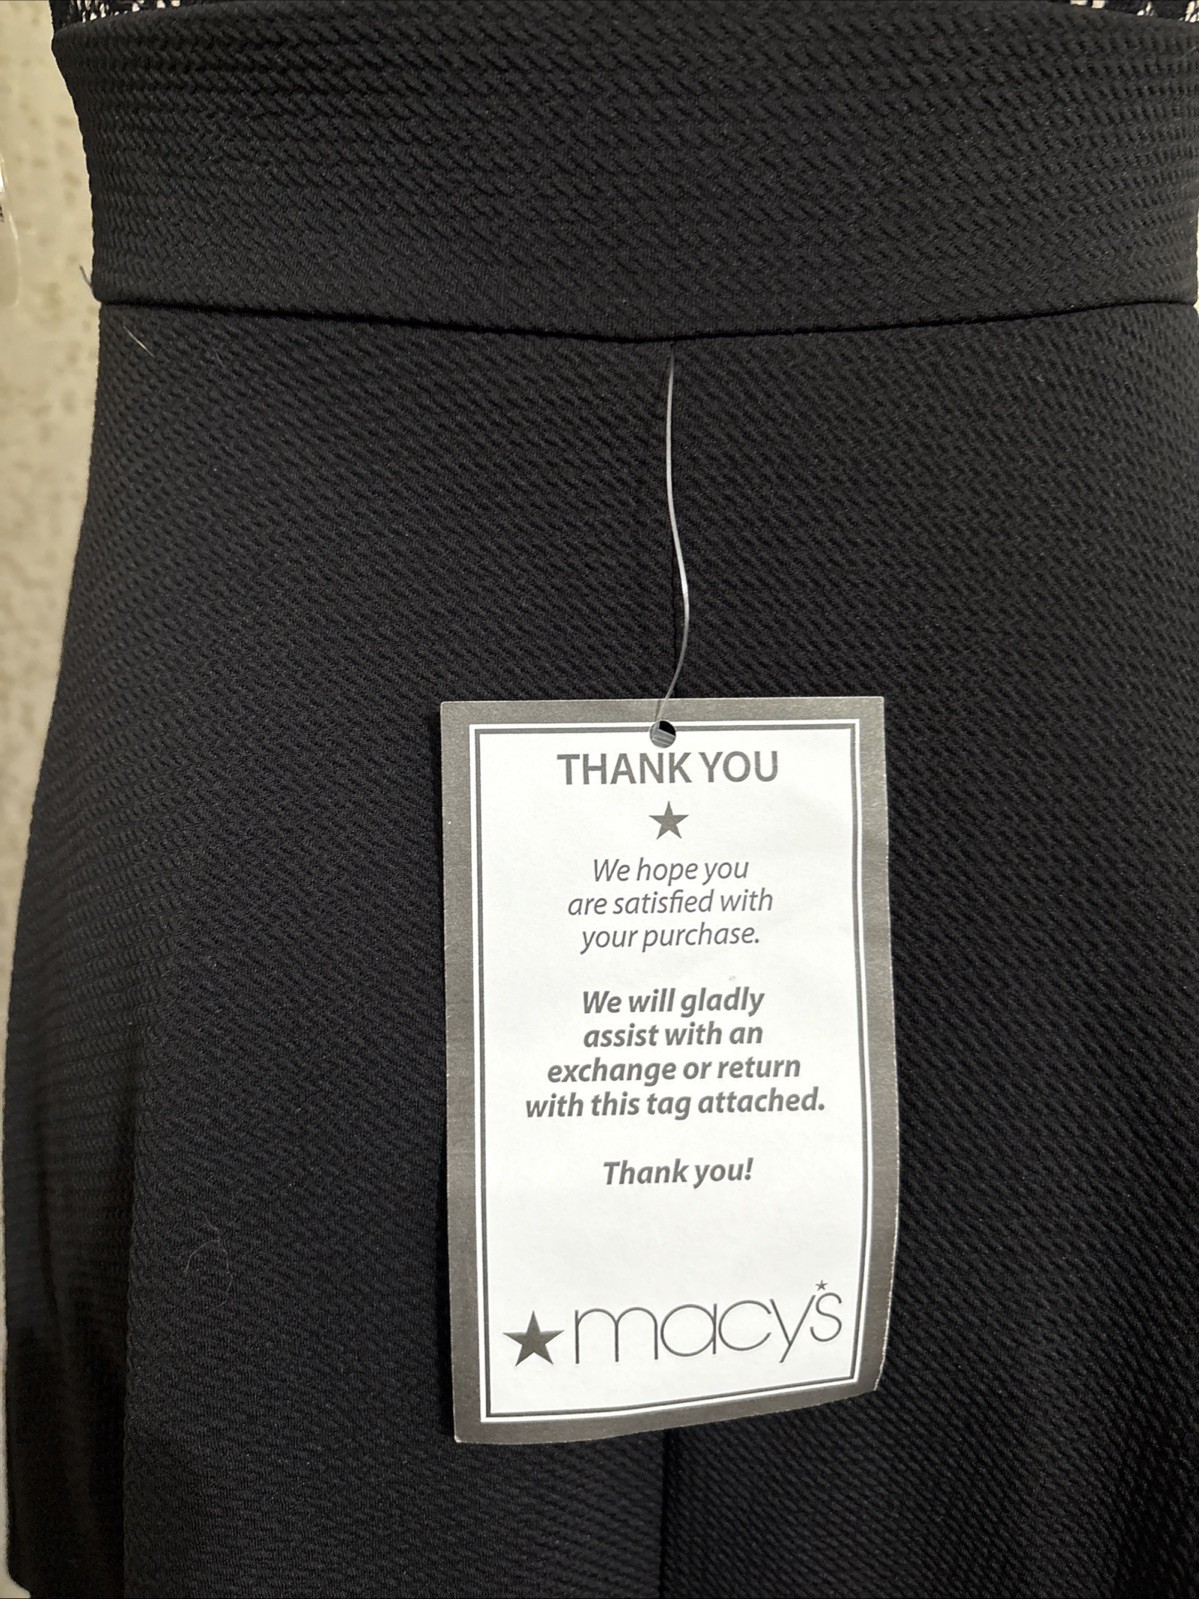 THANK YOU
We hope you
are satisfied with
your purchase.
We will gladly
assist with an
exchange or return
with this tag attached.
Thank you!
macy's